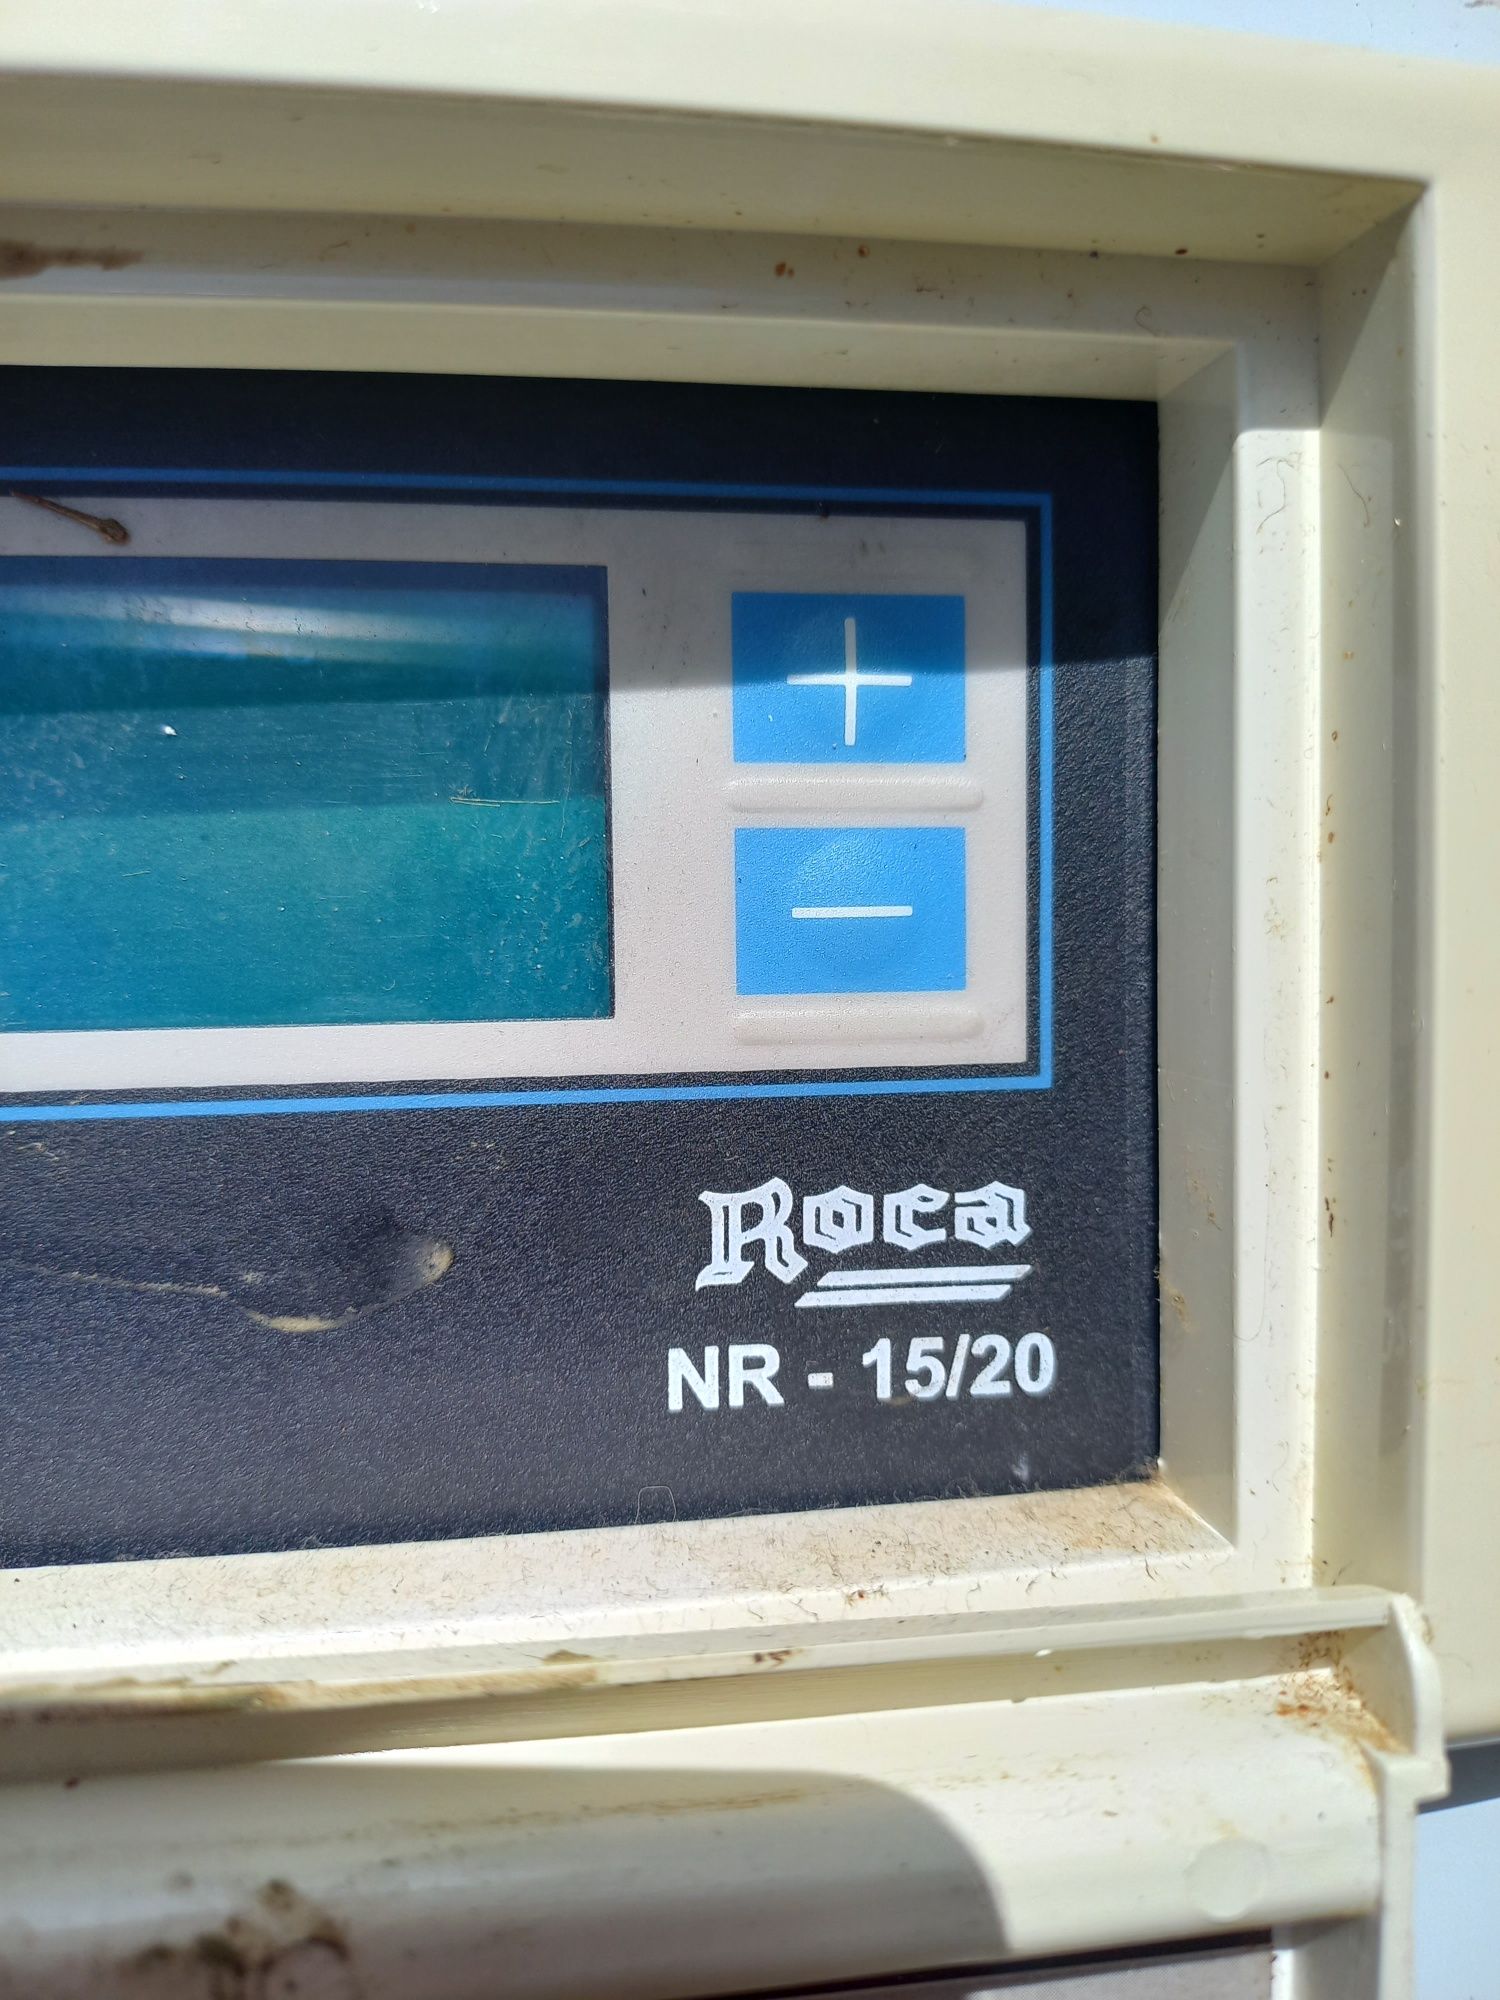 +
-
Roca
NR - 15/20